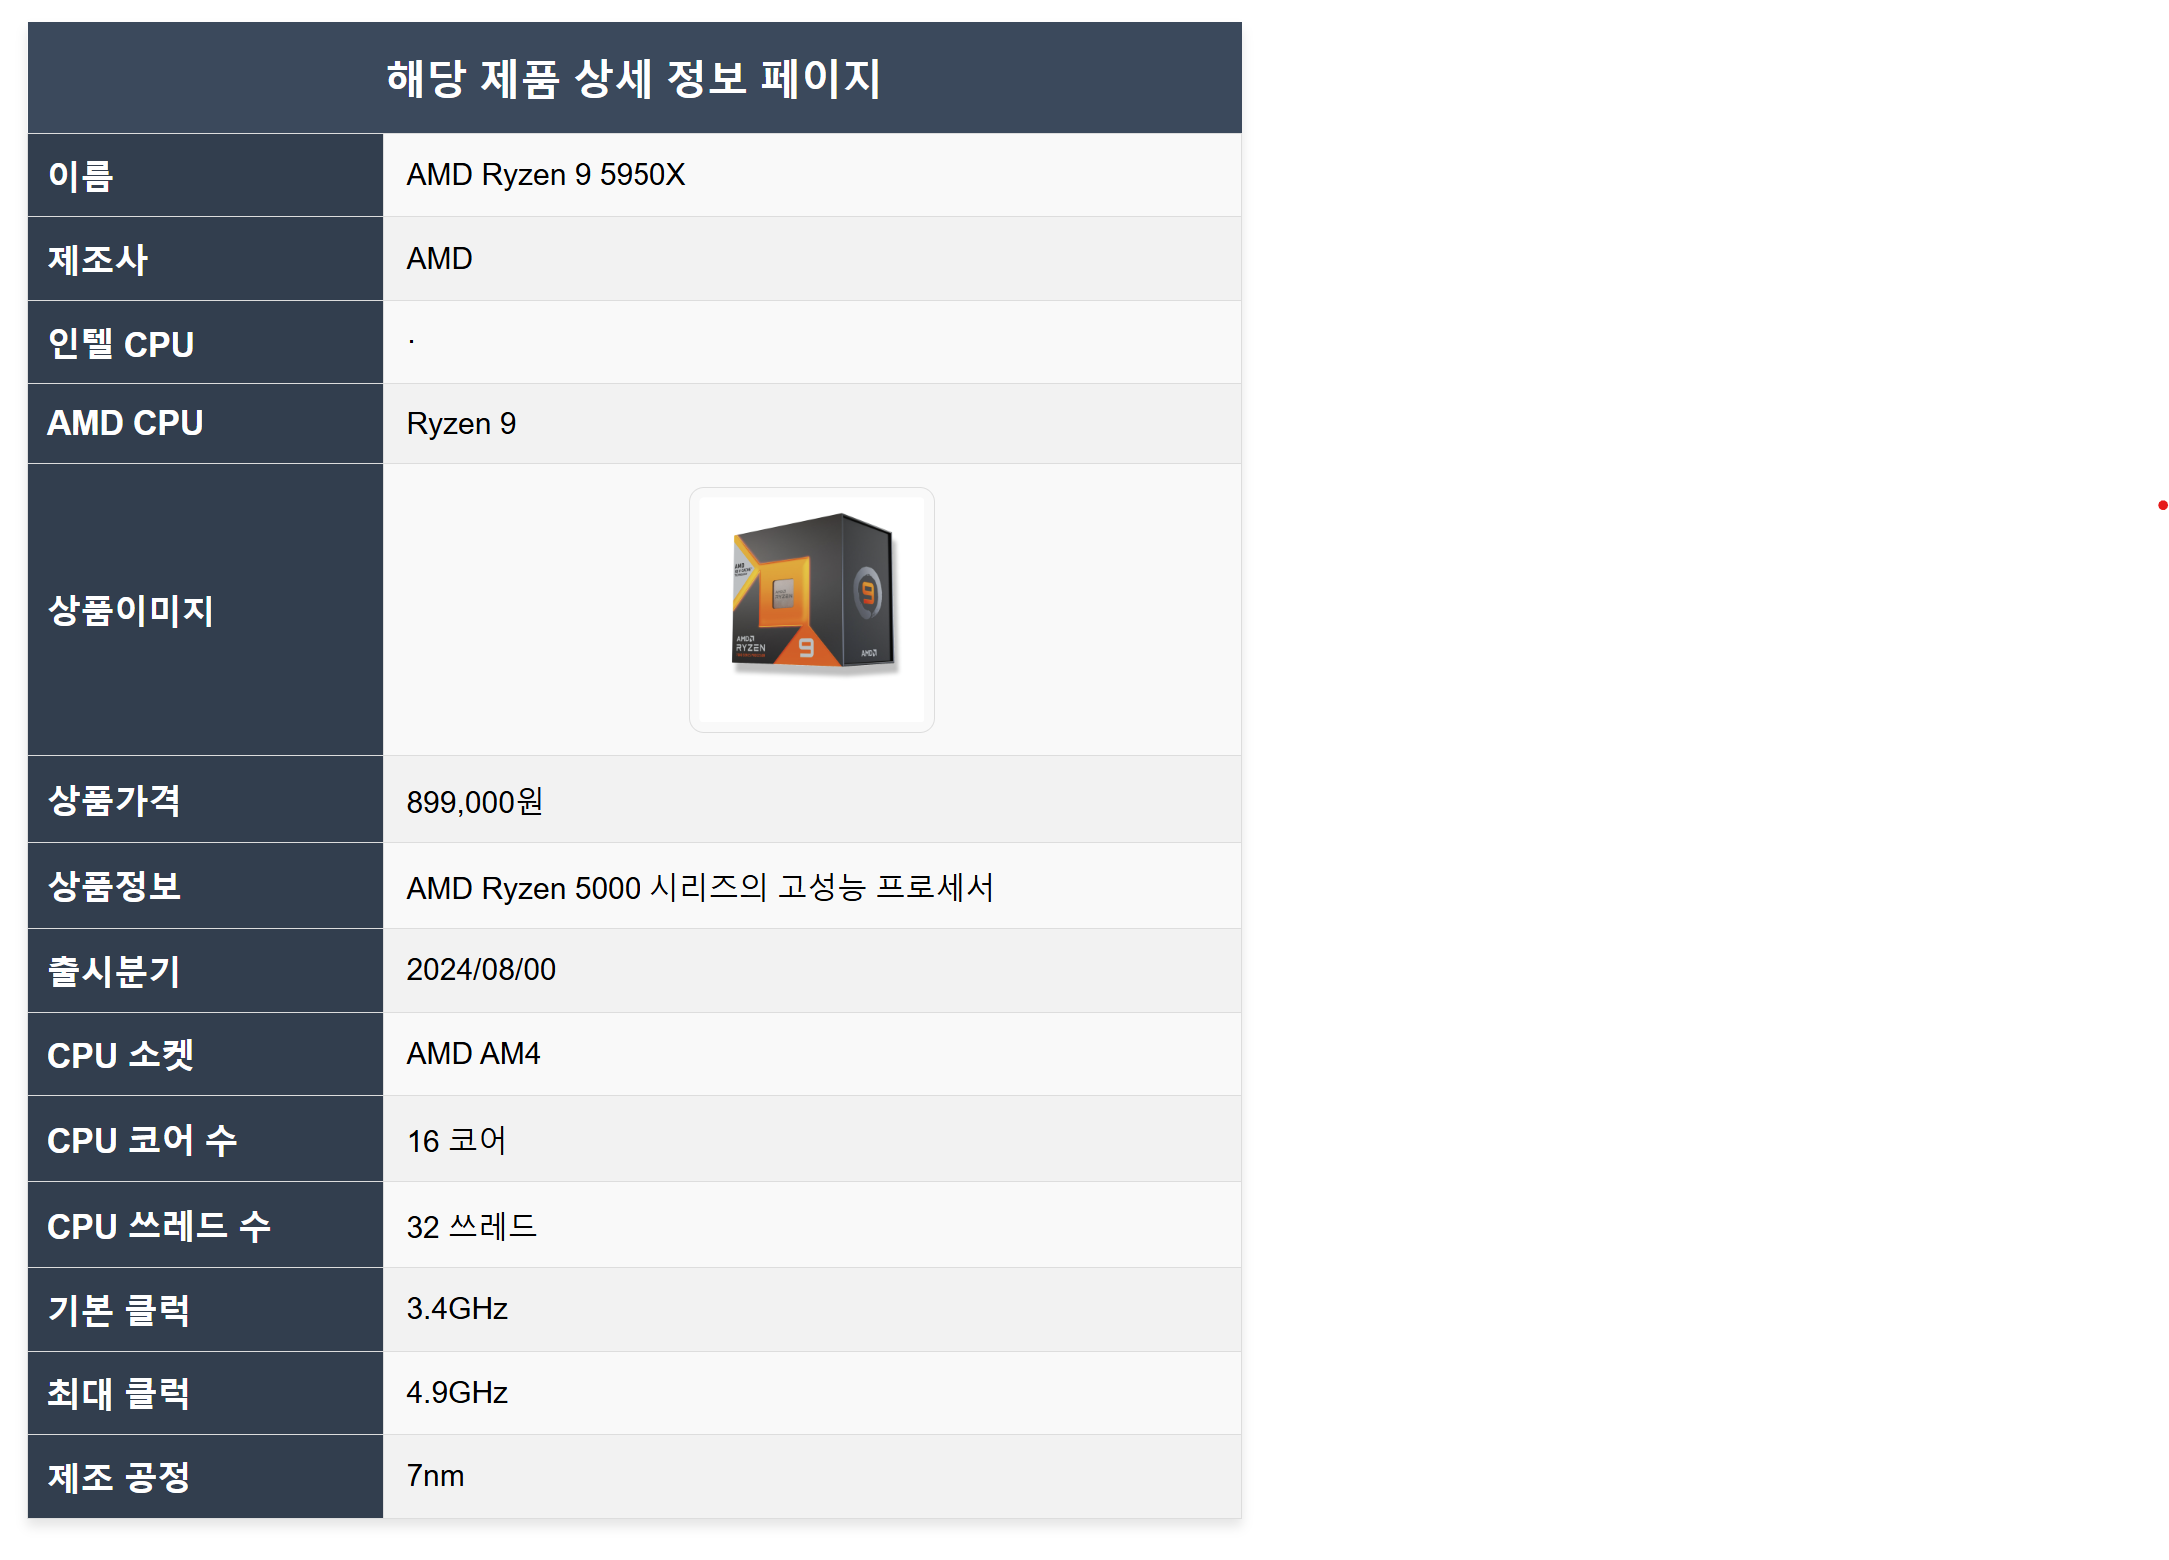 해당 제품 상세 정보 페이지
이름 AMD Ryzen 9 5950X
제조사 AMD
인텔 CPU .
AMD CPU Ryzen 9
상품이미지
AMD
RYZEN
9
9
AMD
상품가격 899,000원
상품정보 AMD Ryzen 5000 시리즈의 고성능 프로세서
출시분기 2024/08/00
CPU 소켓 AMD AM4
CPU 코어 수 16 코어
CPU 쓰레드 수 32 쓰레드
기본 클럭 3.4GHz
최대 클럭 4.9GHz
제조 공정 7nm